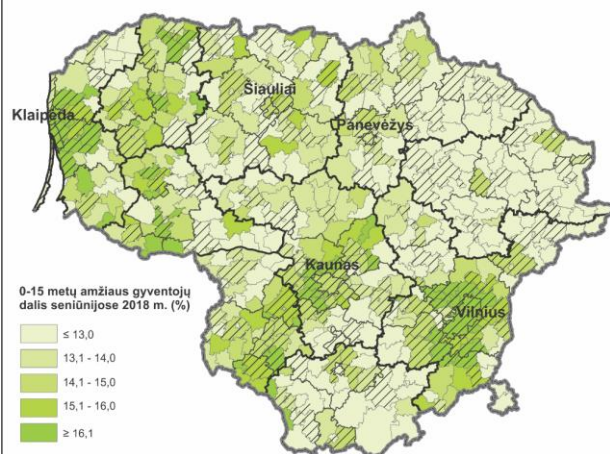 Klaipėda
Šiauliai
Panevėžys
Kaunas
Vilnius
0-15 metų amžiaus gyventojų
dalis seniūnijose 2018 m. (%)
≤ 13,0
13,1 - 14,0
14,1 - 15,0
15,1 - 16,0
≥ 16,1